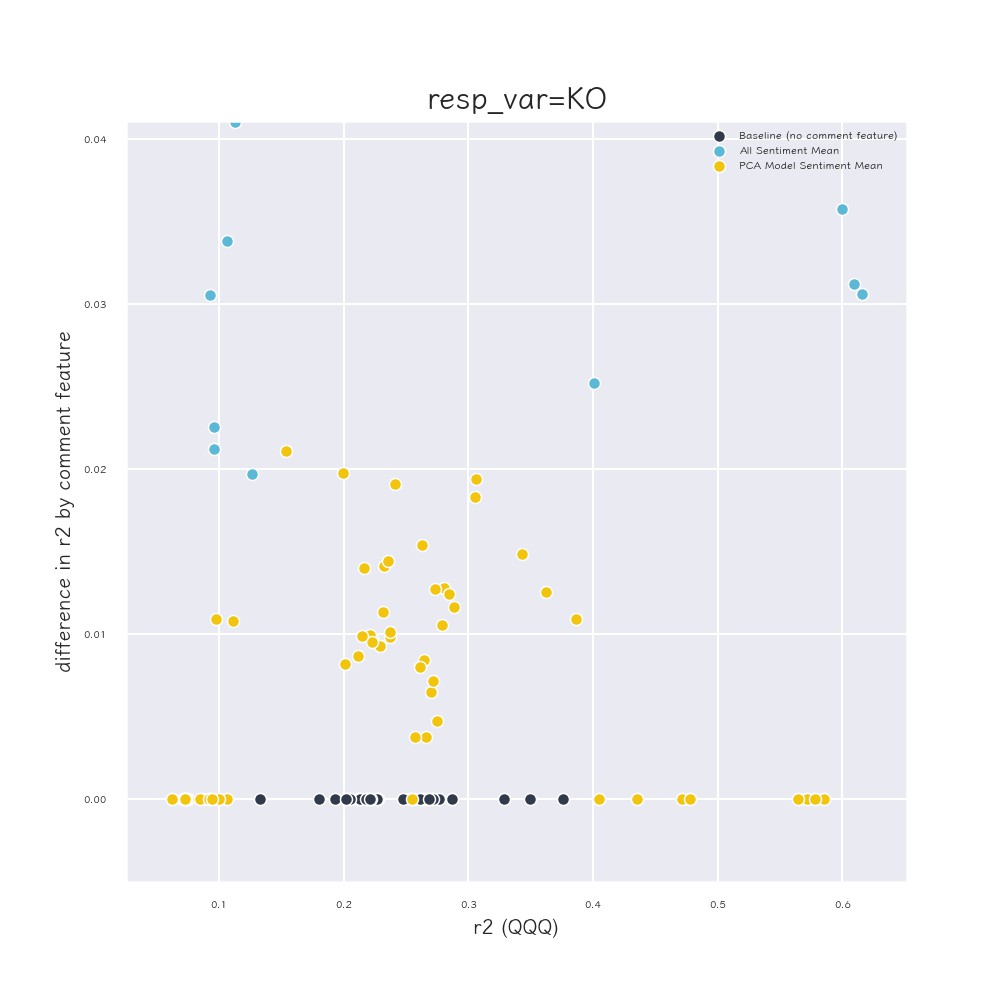 resp_var=KO
Baseline (no comment feature)
All Sentiment Mean
PCA Model Sentiment Mean
difference in r2 by comment feature
0.04
0.03
0.02
0.01
0.00
0.1 0.2 0.3 0.4 0.5 0.6
r2 (QQQ)